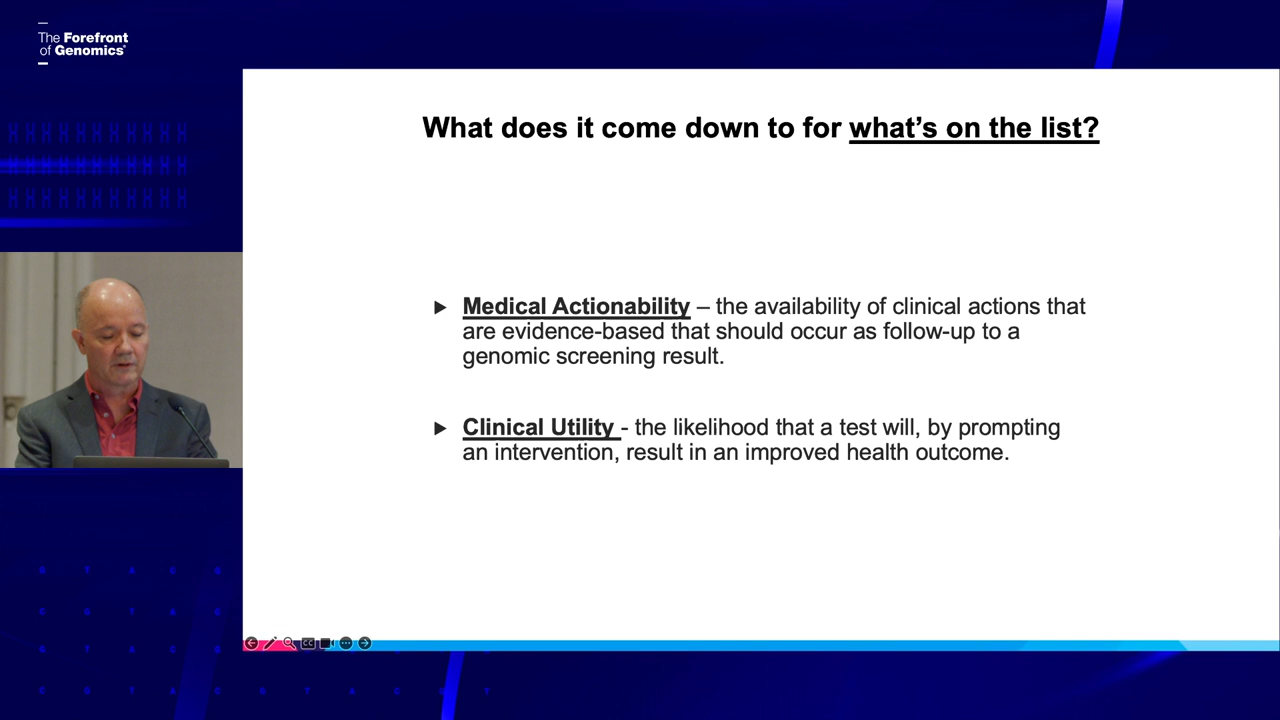 The Forefront
of Genomics®
What does it come down to for what's on the list?
Medical Actionability – the availability of clinical actions that
are evidence-based that should occur as follow-up to a
genomic screening result.
Clinical Utility - the likelihood that a test will, by prompting
an intervention, result in an improved health outcome.
CC